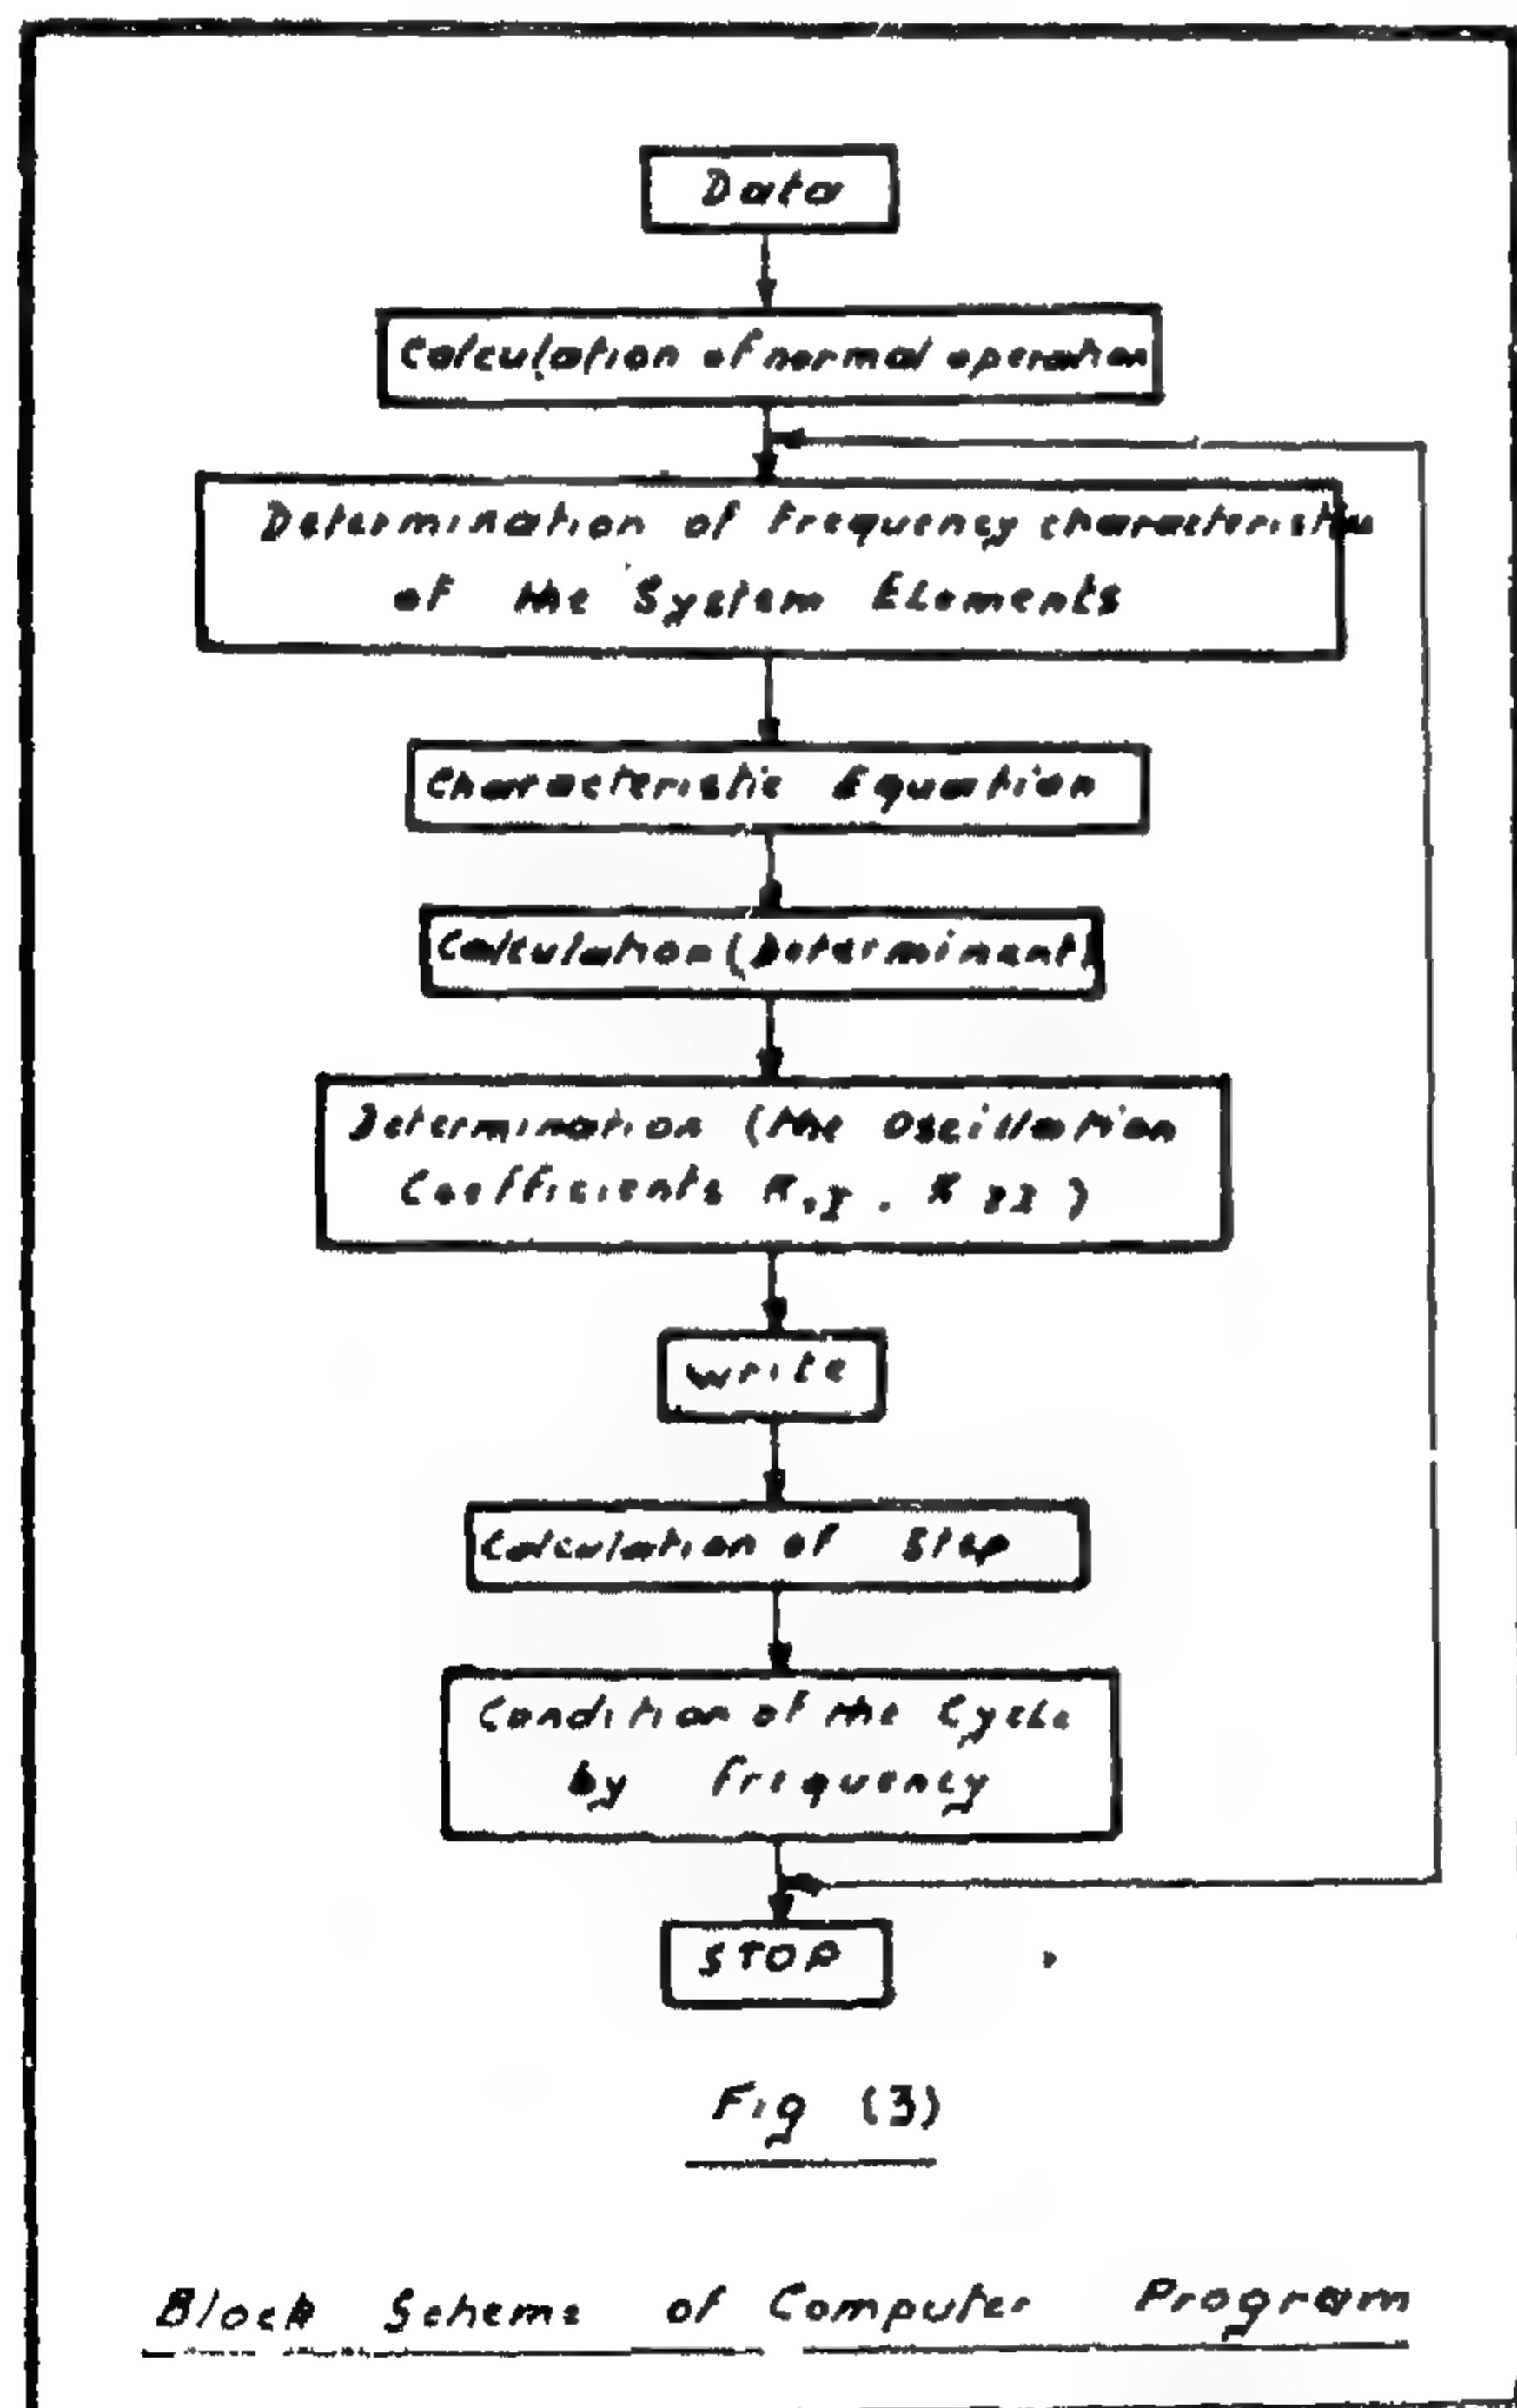 Data
Calculation of normal operation
Determination of Frequency characteristics
of the System Elements
Characteristic Equation
Calculation (Determinant)
Determination (the Oscillation
Coefficients
write
Calculation of Step
Condition of the Cycle
by Frequency
STOP
Fig (3)
Block Scheme of Computer Program